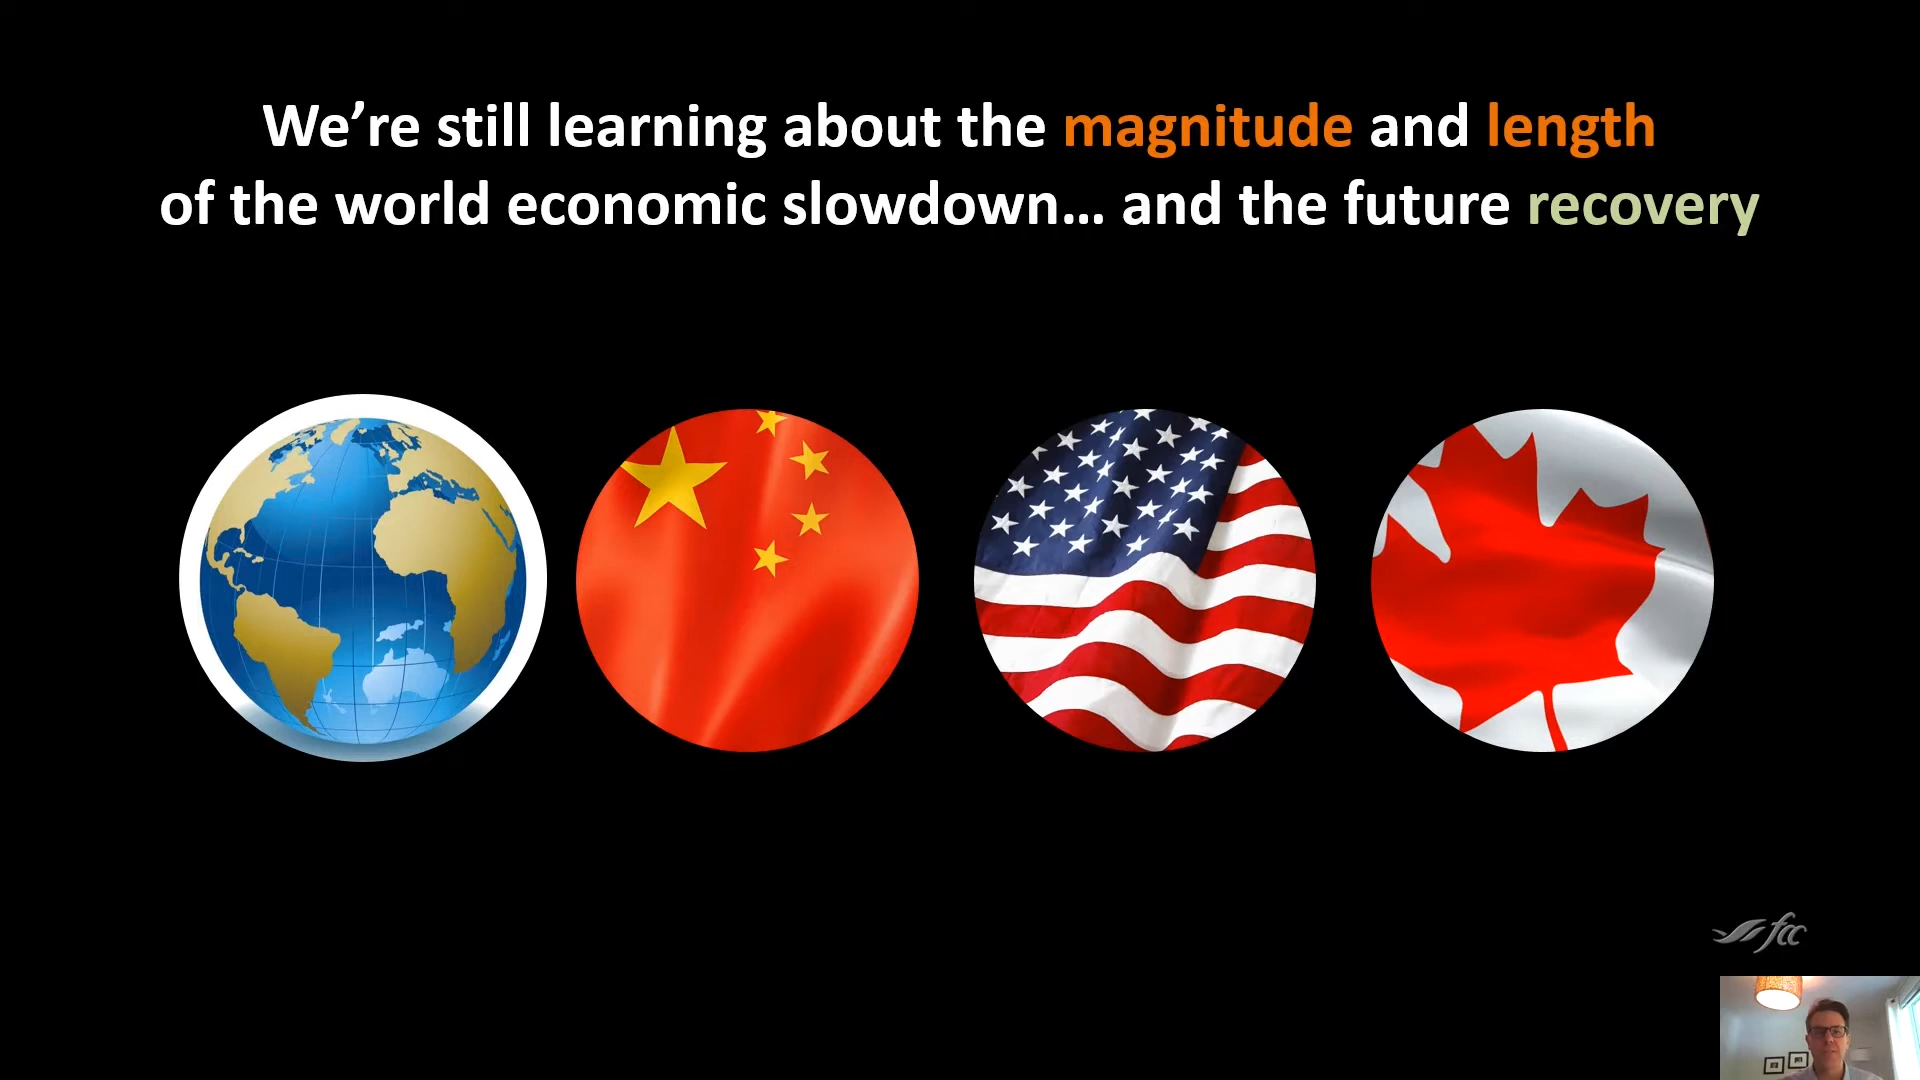 We’re still learning about the magnitude and length
of the world economic slowdown... and the future recovery
fcc